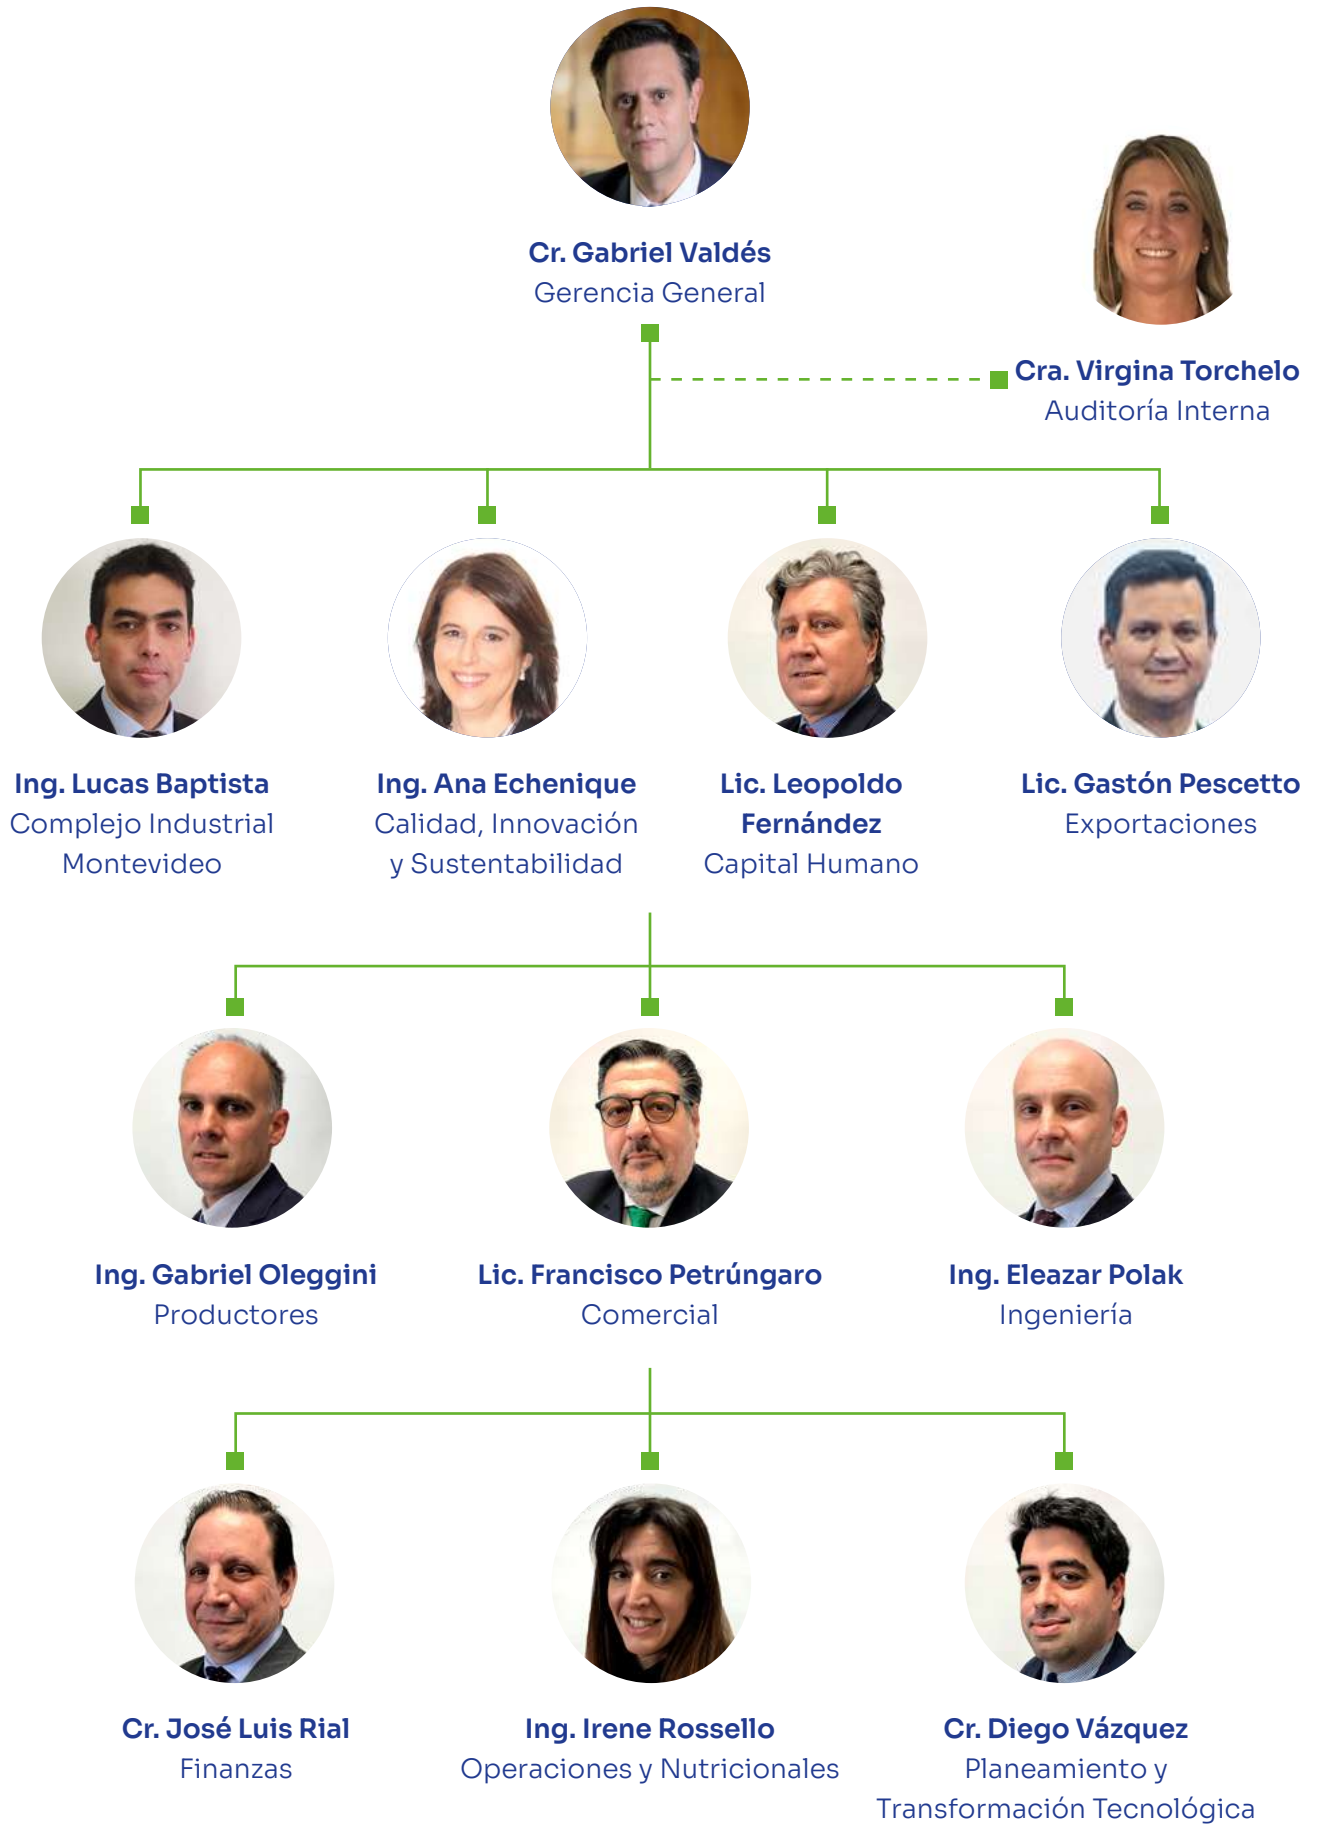 Cr. Gabriel Valdés
Gerencia General
Cra. Virgina Torchelo
Auditoría Interna
Ing. Lucas Baptista
Complejo Industrial
Montevideo
Ing. Ana Echenique
Calidad, Innovación
y Sustentabilidad
Lic. Leopoldo
Fernández
Capital Humano
Lic. Gastón Pescetto
Exportaciones
Ing. Gabriel Oleggini
Productores
Lic. Francisco Petrúngaro
Comercial
Ing. Eleazar Polak
Ingeniería
Cr. José Luis Rial
Finanzas
Ing. Irene Rossello
Operaciones y Nutricionales
Cr. Diego Vázquez
Planeamiento y
Transformación Tecnológica